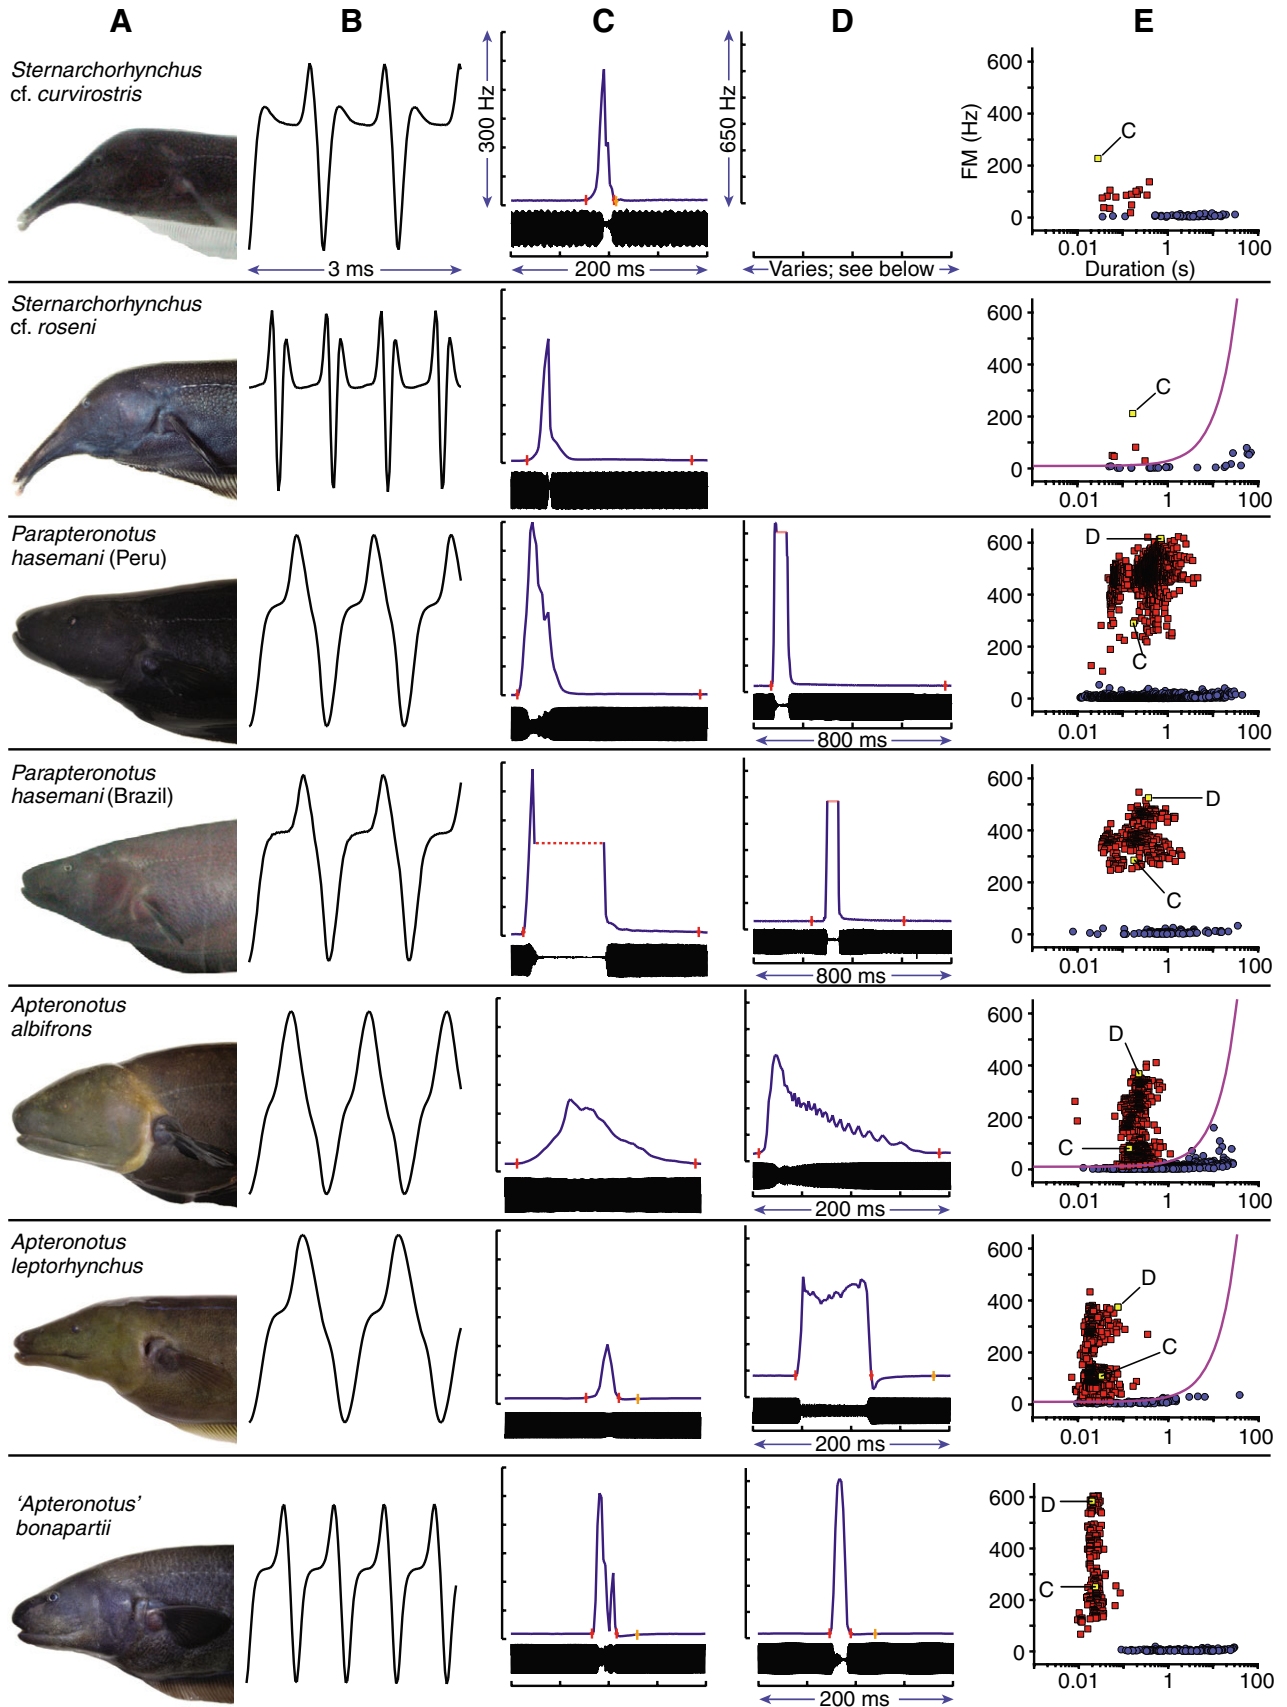 A B C D E
Sternarchorhynchus
cf. curvirostris
300 Hz
650 Hz
FM (Hz)
600
400
200
0
C
0.01 1 100
Duration (s)
3 ms
200 ms
Varies; see below
Sternarchorhynchus
cf. roseni
600
400
200
0
C
0.01 1 100
Parapteronotus
hasemani (Peru)
800 ms
600
400
200
0
D
C
0.01 1 100
Parapteronotus
hasemani (Brazil)
800 ms
600
400
200
0
D
C
0.01 1 100
Apteronotus
albifrons
200 ms
600
400
200
0
D
C
0.01 1 100
Apteronotus
leptorhynchus
200 ms
600
400
200
0
D
C
0.01 1 100
‘Apteronotus’
bonapartii
200 ms
600
400
200
0
D
C
0.01 1 100